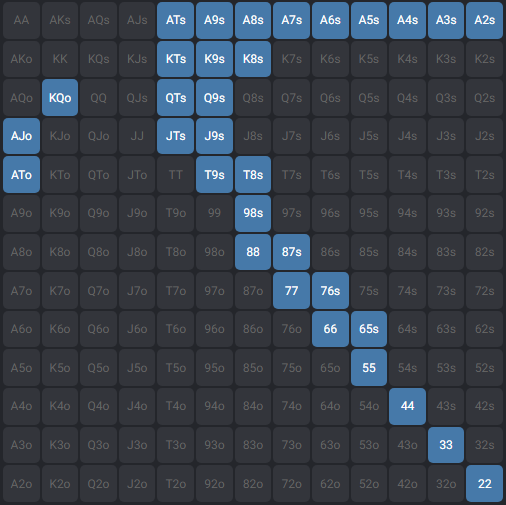 AA AKs AQs AJs ATs A9s A8s A7s A6s A5s A4s A3s A2s
AKo KK KQs KJs KTs K9s K8s K7s K6s K5s K4s K3s K2s
AQo KQo QQ QJs QTs Q9s Q8s Q7s Q6s Q5s Q4s Q3s Q2s
AJo KJo QJo JJ JTs J9s J8s J7s J6s J5s J4s J3s J2s
ATo KTo QTo JTo TT T9s T8s T7s T6s T5s T4s T3s T2s
A9o K9o Q9o J9o T9o 99 98s 97s 96s 95s 94s 93s 92s
A8o K8o Q8o J8o T8o 98o 88 87s 86s 85s 84s 83s 82s
A7o K7o Q7o J7o T7o 97o 87o 77 76s 75s 74s 73s 72s
A6o K6o Q6o J6o T6o 96o 86o 76o 66 65s 64s 63s 62s
A5o K5o Q5o J5o T5o 95o 85o 75o 65o 55 54s 53s 52s
A4o K4o Q4o J4o T4o 94o 84o 74o 64o 54o 44 43s 42s
A3o K3o Q3o J3o T3o 93o 83o 73o 63o 53o 43o 33 32s
A2o K2o Q2o J2o T2o 92o 82o 72o 62o 52o 42o 32o 22